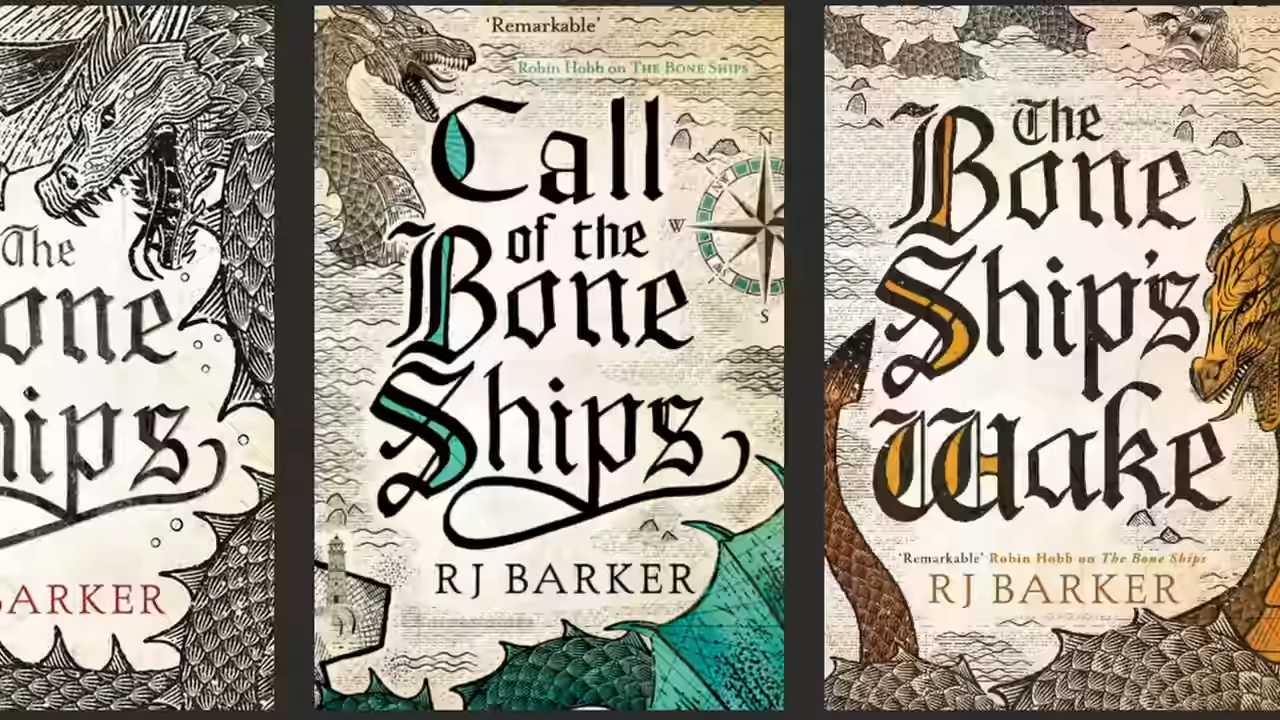 The
one
hips
BARKER
'Remarkable'
Robin Hobb on THE BONE SHIPS
Call
of the
Bone
Ships
RJ BARKER
N
NW
W
S
The
Bone
Ship's
Wake
'Remarkable' Robin Hobb on The Bone Ships
RJ BARKER